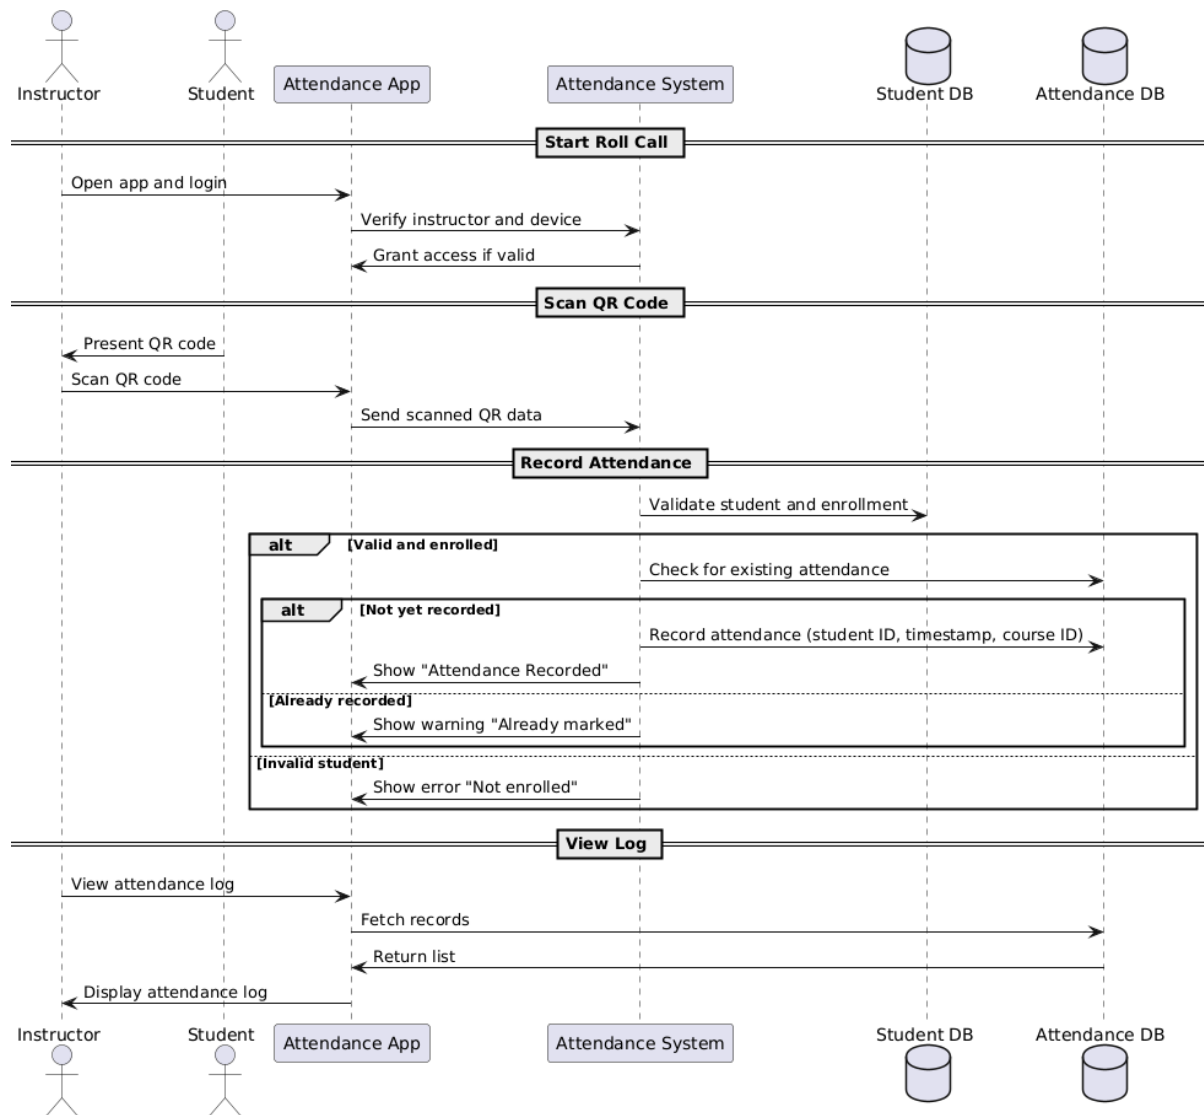 Instructor
Student
Attendance App
Attendance System
Student DB
Attendance DB
Start Roll Call
Open app and login
Verify instructor and device
Grant access if valid
Scan QR Code
Present QR code
Scan QR code
Send scanned QR data
Record Attendance
Validate student and enrollment
alt [Valid and enrolled]
Check for existing attendance
alt [Not yet recorded]
Record attendance (student ID, timestamp, course ID)
Show "Attendance Recorded"
[Already recorded]
Show warning "Already marked"
[Invalid student]
Show error "Not enrolled"
View Log
View attendance log
Fetch records
Return list
Display attendance log
Instructor
Student
Attendance App
Attendance System
Student DB
Attendance DB